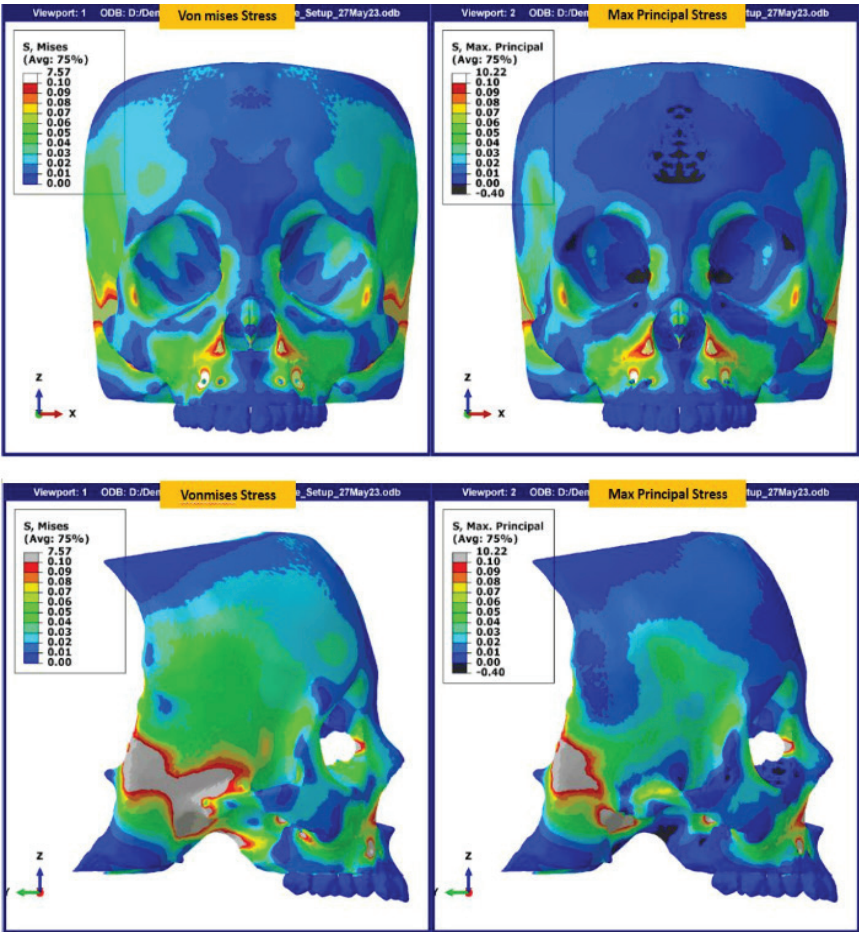 Viewport: 1 ODB: D:/Den Von mises Stress e_Setup_27May23.odb
S, Mises
(Avg: 75%)
7.57
0.10
0.09
0.08
0.07
0.06
0.05
0.04
0.03
0.02
0.01
0.00
Z
X
Viewport: 2 ODB: D:/Den Max Principal Stress tup_27May23.odb
S, Max. Principal
(Avg: 75%)
10.22
0.10
0.09
0.08
0.07
0.06
0.05
0.04
0.03
0.02
0.01
0.00
-0.40
Z
X
Viewport: 1 ODB: D:/Den Vonmises Stress e_Setup_27May23.odb
S, Mises
(Avg: 75%)
7.57
0.10
0.09
0.08
0.07
0.06
0.05
0.04
0.03
0.02
0.01
0.00
Z
Y
Viewport: 2 ODB: D:/Den Max Principal Stress tup_27May23.odb
S, Max. Principal
(Avg: 75%)
10.22
0.10
0.09
0.08
0.07
0.06
0.05
0.04
0.03
0.02
0.01
0.00
-0.40
Z
Y